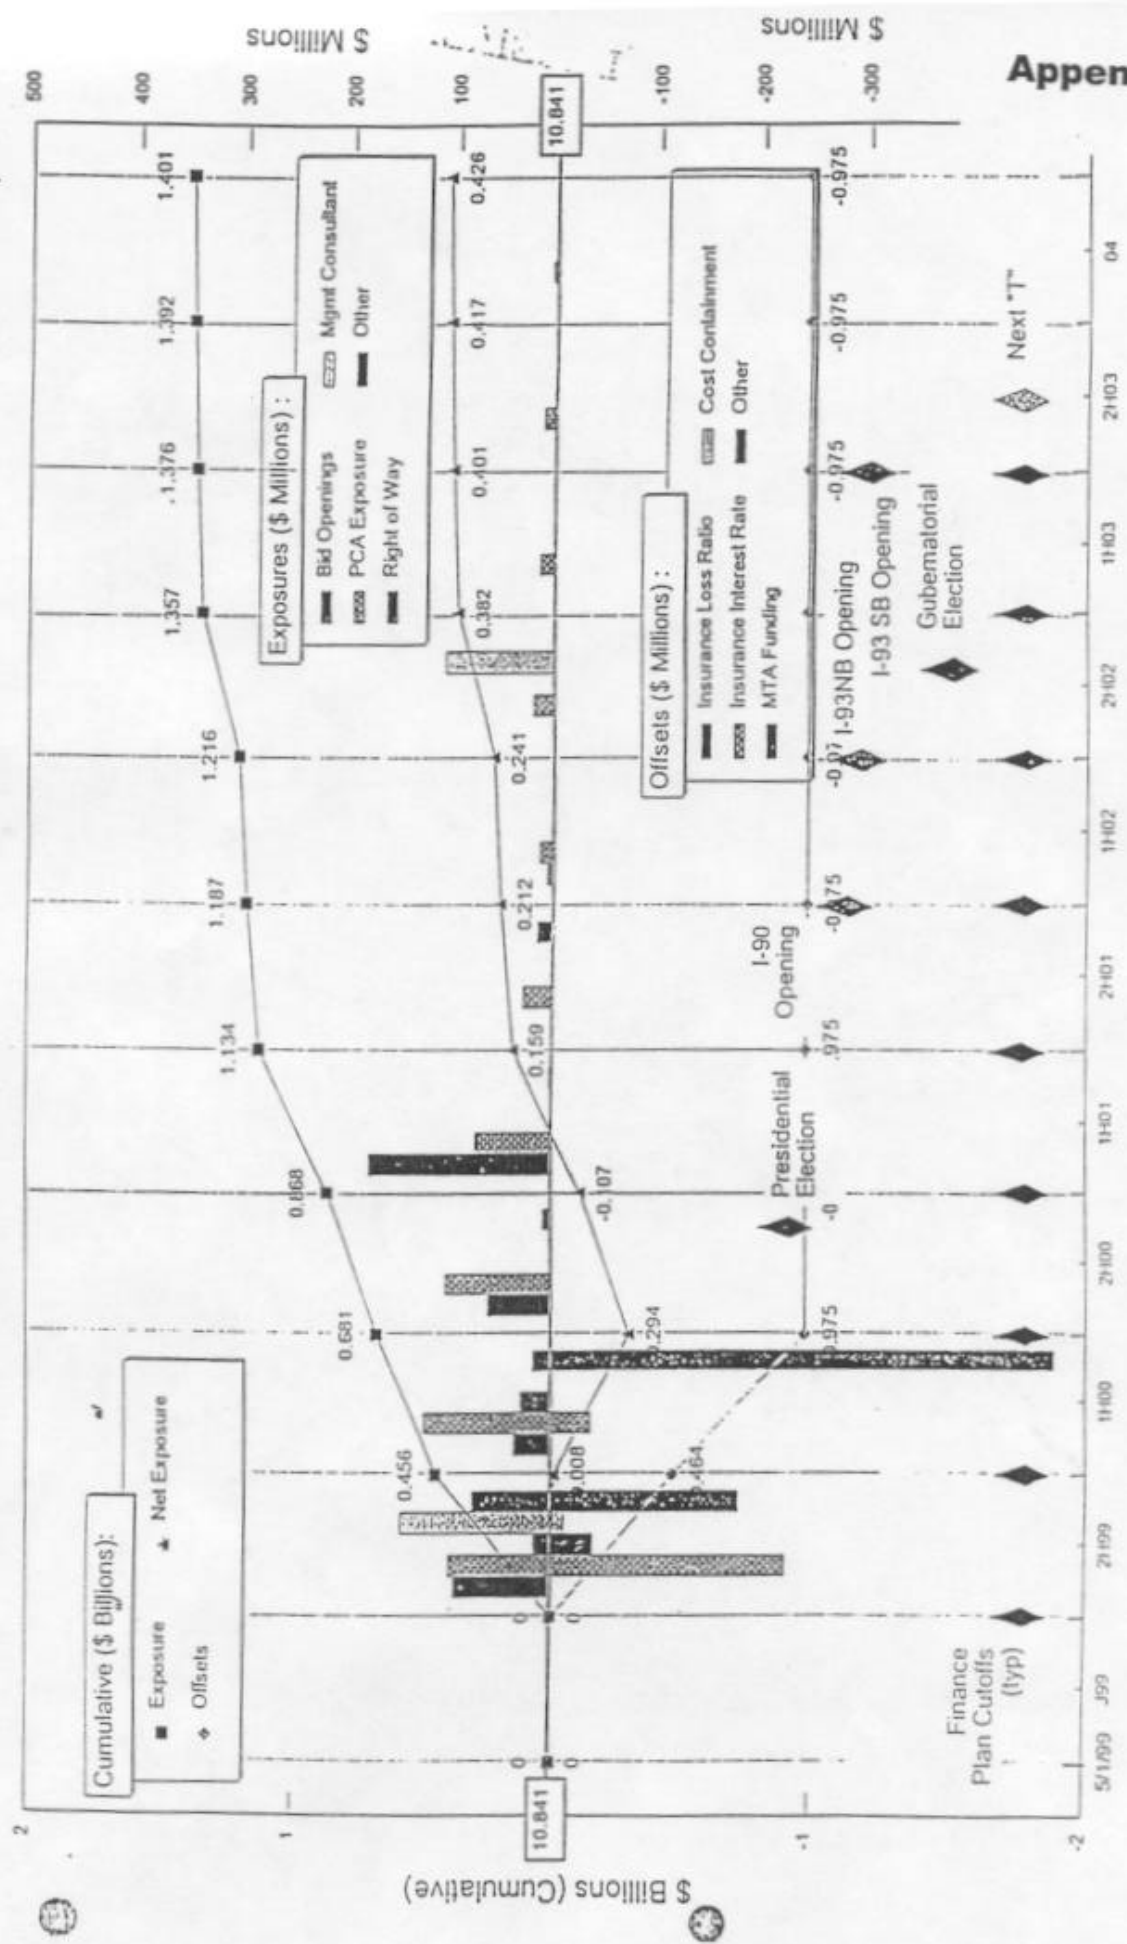 Appen
$ Millions
$ Millions
500
400
300
200
100
10.841
-100
-200
-300
Cumulative ($ Billions):
Exposure
Net Exposure
Offsets
Exposures ($ Millions) :
Bid Openings
Mgmt Consultant
PCA Exposure
Other
Right of Way
Offsets ($ Millions) :
Insurance Loss Ratio
Cost Containment
Insurance Interest Rate
Other
MTA Funding
0
0
0.456
0.681
0.868
1.134
1.187
1.216
1.357
1.376
1.392
1.401
0
0
.008
0.294
-0.107
0.159
0.212
0.241
0.382
0.401
0.417
0.426
0.464
0.975
-0
.975
-0.975
-0.97
-0.975
-0.975
-0.975
Presidential
Election
I-90
Opening
I-93NB Opening
I-93 SB Opening
Gubernatorial
Election
Next "T"
Finance
Plan Cutoffs
(typ)
$ Billions (Cumulative)
2
1
10.841
-1
-2
5/1/99
J99
2H99
1H00
2H00
1H01
2H01
1H02
2H02
1H03
2H03
04